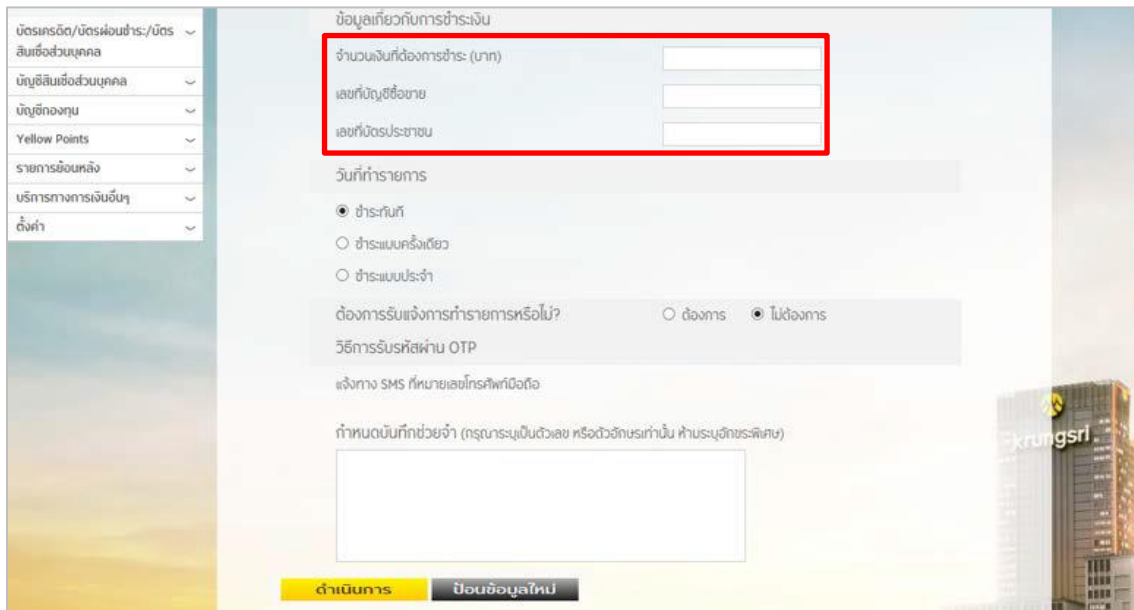 บัตรเครดิต/บัตรผ่อนชำระ/บัตร
สินเชื่อส่วนบุคคล
บัญชีสินเชื่อส่วนบุคคล
บัญชีกองทุน
Yellow Points
รายการย้อนหลัง
บริการทางการเงินอื่นๆ
ตั้งค่า
ข้อมูลเกี่ยวกับการชำระเงิน
จำนวนเงินที่ต้องการชำระ (บาท)
เลขที่บัญชีซื้อขาย
เลขที่บัตรประชาชน
วันที่ทำรายการ
ชำระทันที
ชำระแบบครั้งเดียว
ชำระแบบประจำ
ต้องการรับแจ้งการทำรายการหรือไม่? ต้องการ ไม่ต้องการ
วิธีการรับรหัสผ่าน OTP
แจ้งทาง SMS ที่หมายเลขโทรศัพท์มือถือ
กำหนดบันทึกช่วยจำ (กรุณาระบุเป็นตัวเลข หรือตัวอักษรเท่านั้น ห้ามระบุอักขระพิเศษ)
krungsri
ดำเนินการ ป้อนข้อมูลใหม่